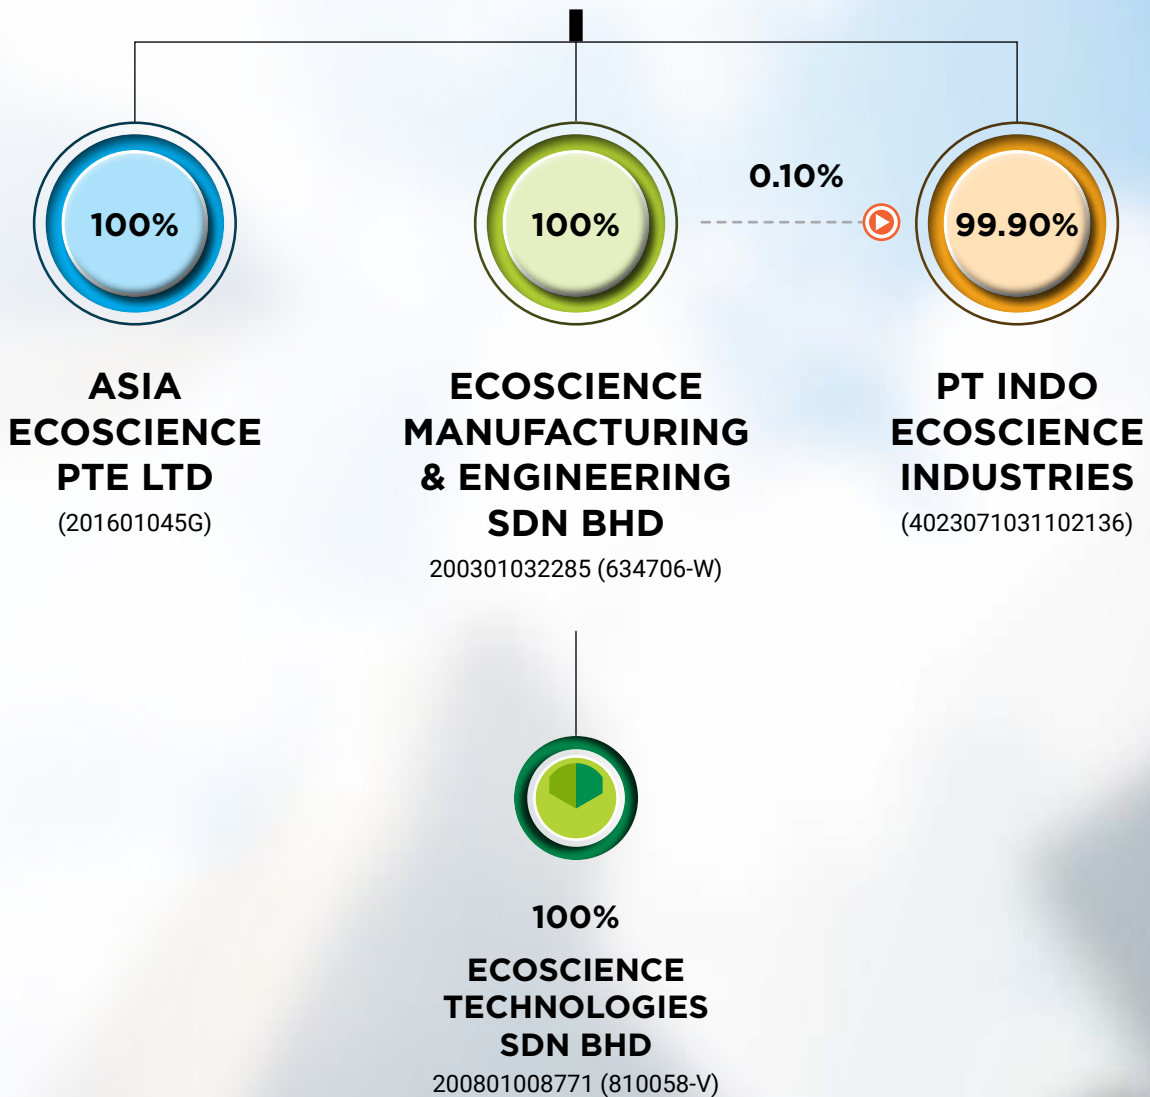 100%
ASIA
ECOSCIENCE
PTE LTD
(201601045G)
100%
ECOSCIENCE
MANUFACTURING
& ENGINEERING
SDN BHD
200301032285 (634706-W)
0.10%
99.90%
PT INDO
ECOSCIENCE
INDUSTRIES
(4023071031102136)
100%
ECOSCIENCE
TECHNOLOGIES
SDN BHD
200801008771 (810058-V)